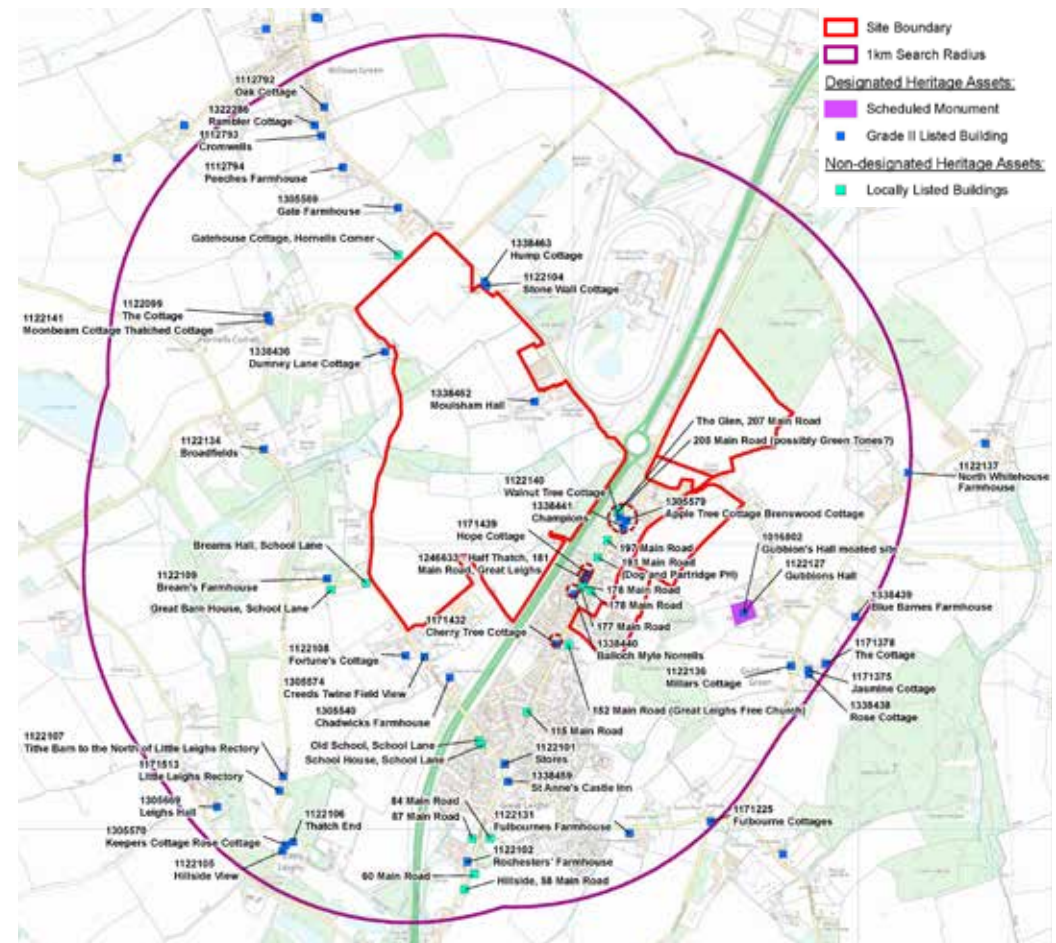 Site Boundary
1km Search Radius
Designated Heritage Assets:
Scheduled Monument
Grade II Listed Building
Non-designated Heritage Assets:
Locally Listed Buildings
Willows Green
1112792
Oak Cottage
1322286
Rambler Cottage
1112793
Cromwells
1112794
Peeches Farmhouse
1305569
Gate Farmhouse
Gatehouse Cottage, Hornells Corner
1338463
Hump Cottage
1122104
Stone Wall Cottage
1122099
The Cottage
1122141
Moonbeam Cottage Thatched Cottage
Hornells Corner
1338436
Dumney Lane Cottage
1338462
Moulsham Hall
The Glen, 207 Main Road
208 Main Road (possibly Green Tones?)
1122134
Broadfields
1122140
Walnut Tree Cottage
1338441
Champions
1305579
Apple Tree Cottage Brenswood Cottage
1122137
North Whitehouse
Farmhouse
1171439
Hope Cottage
1016802
Gubbion's Hall moated site
1122127
Gubbions Hall
197 Main Road
191 Main Road
(Dog and Partridge PH)
Breams Hall, School Lane
1246633 Half Thatch, 181
Main Road, Great Leighs
1122109
Bream's Farmhouse
178 Main Road
176 Main Road
1338439
Blue Barnes Farmhouse
Great Barn House, School Lane
177 Main Road
1171432
Cherry Tree Cottage
1338440
Balloch Myle Norrells
1171378
The Cottage
1122108
Fortune's Cottage
1122136
Millars Cottage
1171375
Jasmine Cottage
1305574
Creeds Twine Field View
1338438
Rose Cottage
1305540
Chadwicks Farmhouse
152 Main Road (Great Leighs Free Church)
115 Main Road
1122107
Tithe Barn to the North of Little Leighs Rectory
Old School, School Lane
School House, School Lane
1122101
Stores
1171513
Little Leighs Rectory
1338459
St Anne's Castle Inn
1305669
Leighs Hall
84 Main Road
87 Main Road
1122131
Fulbournes Farmhouse
1171225
Fulbourne Cottages
1122106
Thatch End
1305570
Keepers Cottage Rose Cottage
1122105
Hillside View
1122102
Rochesters' Farmhouse
60 Main Road
Hillside, 58 Main Road